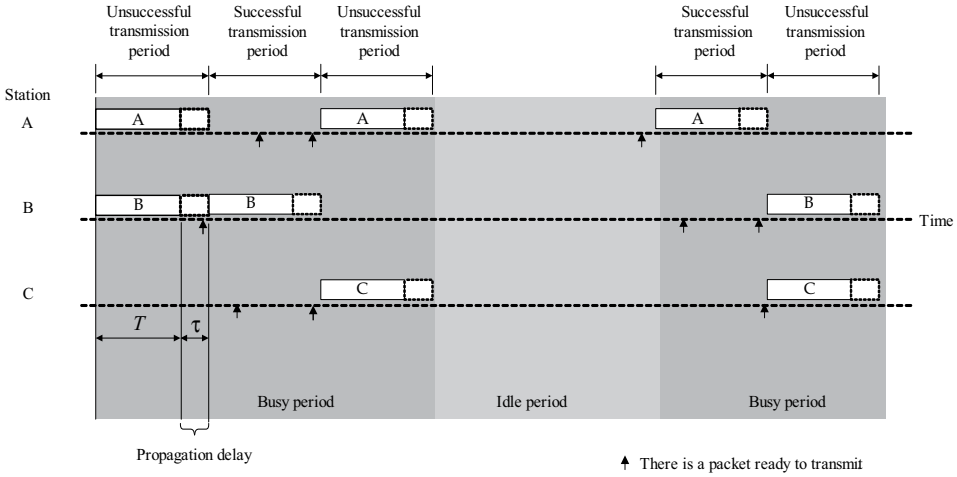 Unsuccessful
transmission
period
Successful
transmission
period
Unsuccessful
transmission
period
Successful
transmission
period
Unsuccessful
transmission
period
Station
A
A
A
A
B
B
B
B
Time
C
C
C
T
τ
Busy period
Idle period
Busy period
Propagation delay
There is a packet ready to transmit